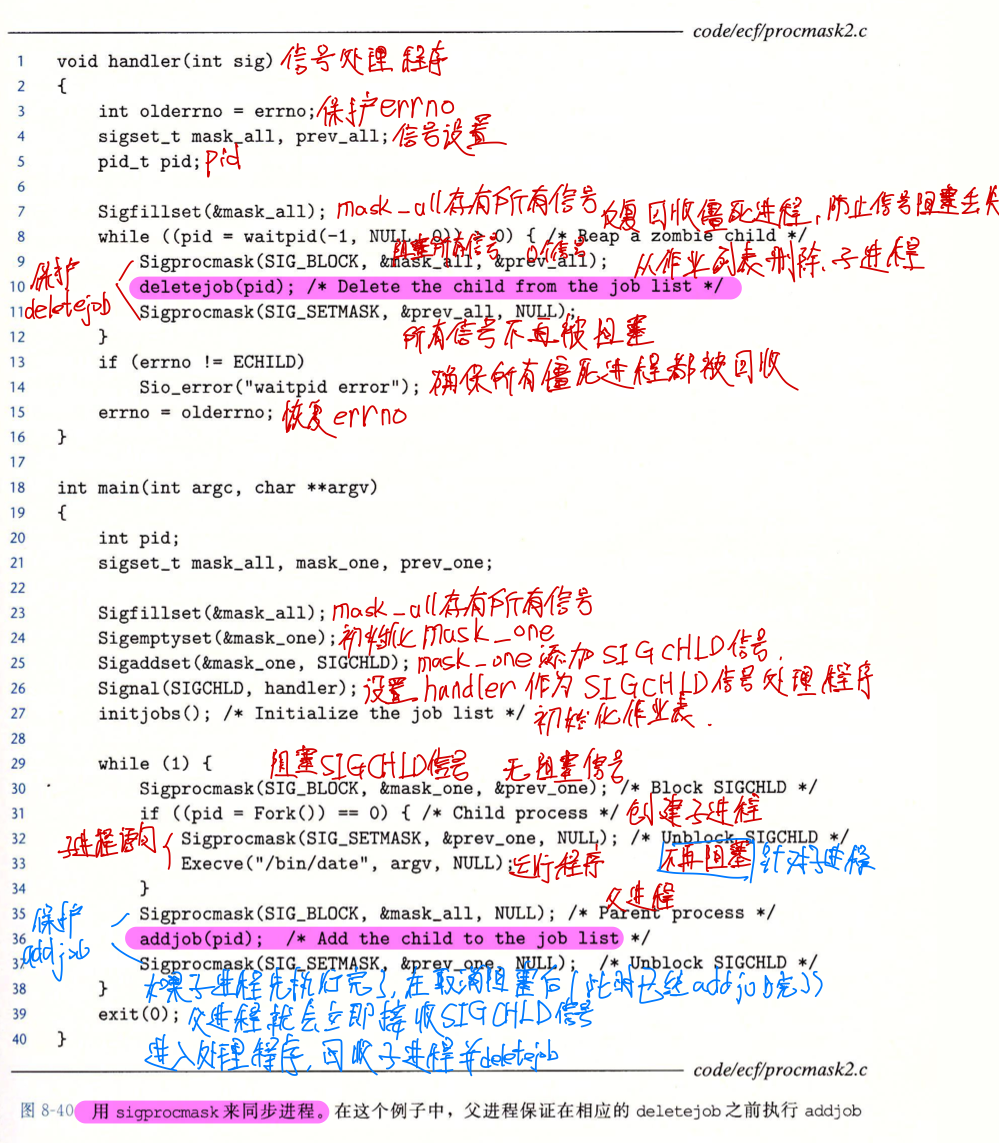 code/ecf/procmask2.c
1 void handler(int sig) 信号处理程序
2 {
3 int olderrno = errno; 保护errno
4 sigset_t mask_all, prev_all; 信号设置
5 pid_t pid; pid
6
7 Sigfillset(&mask_all); mask_all存有所有信号 反复回收僵死进程,防止信号阻塞丢失
8 while ((pid = waitpid(-1, NULL, 0)) > 0) { /* Reap a zombie child */
阻塞所有信号 0信号
9 Sigprocmask(SIG_BLOCK, &mask_all, &prev_all); 从作业列表删除子进程
保护
deletejob
10 deletejob(pid); /* Delete the child from the job list */
11 Sigprocmask(SIG_SETMASK, &prev_all, NULL);
12 } 所有信号不再被阻塞
13 if (errno != ECHILD)
14 Sio_error("waitpid error"); 确保所有僵死进程都被回收
15 errno = olderrno; 恢复errno
16 }
17
18 int main(int argc, char **argv)
19 {
20 int pid;
21 sigset_t mask_all, mask_one, prev_one;
22
23 Sigfillset(&mask_all); mask_all存有所有信号
24 Sigemptyset(&mask_one); 初始化mask_one
25 Sigaddset(&mask_one, SIGCHLD); mask_one添加SIGCHLD信号.
26 Signal(SIGCHLD, handler); 设置handler作为SIGCHLD信号处理程序
27 initjobs(); /* Initialize the job list */ 初始化作业表.
28
29 while (1) { 阻塞SIGCHLD信号 无阻塞信号
30 Sigprocmask(SIG_BLOCK, &mask_one, &prev_one); /* Block SIGCHLD */
31 if ((pid = Fork()) == 0) { /* Child process */ 创建子进程
子进程语句
32 Sigprocmask(SIG_SETMASK, &prev_one, NULL); /* Unblock SIGCHLD */
33 Execve("/bin/date", argv, NULL); 运行程序 不再阻塞 针对子进程
34 }
父进程
35 Sigprocmask(SIG_BLOCK, &mask_all, NULL); /* Parent process */
保护
addjob
36 addjob(pid); /* Add the child to the job list */
37 Sigprocmask(SIG_SETMASK, &prev_one, NULL); /* Unblock SIGCHLD */
38 } 如果子进程先执行完了,在取消阻塞后(此时已经addjob完了)
39 exit(0); 父进程就会立即接收SIGCHLD信号
40 } 进入处理程序,回收子进程并deletejob
code/ecf/procmask2.c
图 8-40 用 sigprocmask 来同步进程。在这个例子中,父进程保证在相应的 deletejob 之前执行 addjob